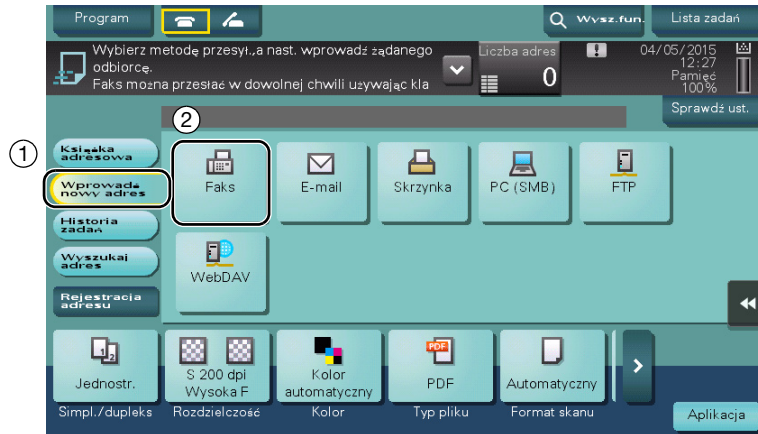 Program
Wysz.fun.
Lista zadań
Wybierz metodę przesył.,a nast. wprowadź żądanego
odbiorcę.
Faks można przesłać w dowolnej chwili używając kla
Liczba adres
0
04/05/2015
12:27
Pamięć
100%
Sprawdź ust.
1
2
Książka
adresowa
Wprowadź
nowy adres
Historia
zadań
Wyszukaj
adres
Rejestracja
adresu
Faks
E-mail
Skrzynka
PC (SMB)
FTP
WebDAV
1 2
Jednostr.
S 200 dpi
Wysoka F
Kolor
automatyczny
PDF
PDF
Automatyczny
Simpl./dupleks
Rozdzielczość
Kolor
Typ pliku
Format skanu
Aplikacja